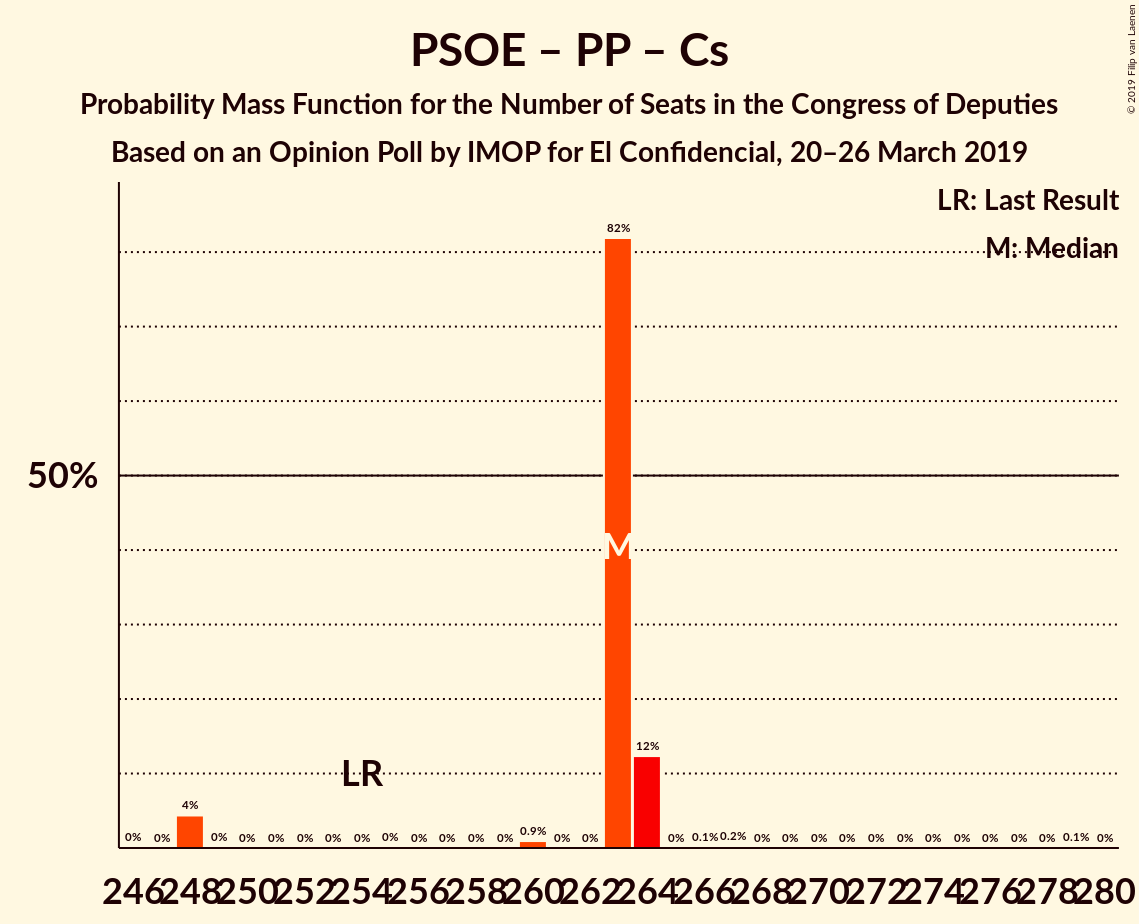 PSOE – PP – Cs
Probability Mass Function for the Number of Seats in the Congress of Deputies
Based on an Opinion Poll by IMOP for El Confidencial, 20–26 March 2019
© 2019 Filip van Laenen
LR: Last Result
M: Median
82%
50%
M
12%
LR
4%
0% 0% 0% 0% 0% 0% 0% 0% 0% 0% 0% 0% 0.9% 0% 0% 0% 0.1% 0.2% 0% 0% 0% 0% 0% 0% 0% 0% 0% 0% 0% 0.1% 0%
246 248 250 252 254 256 258 260 262 264 266 268 270 272 274 276 278 280